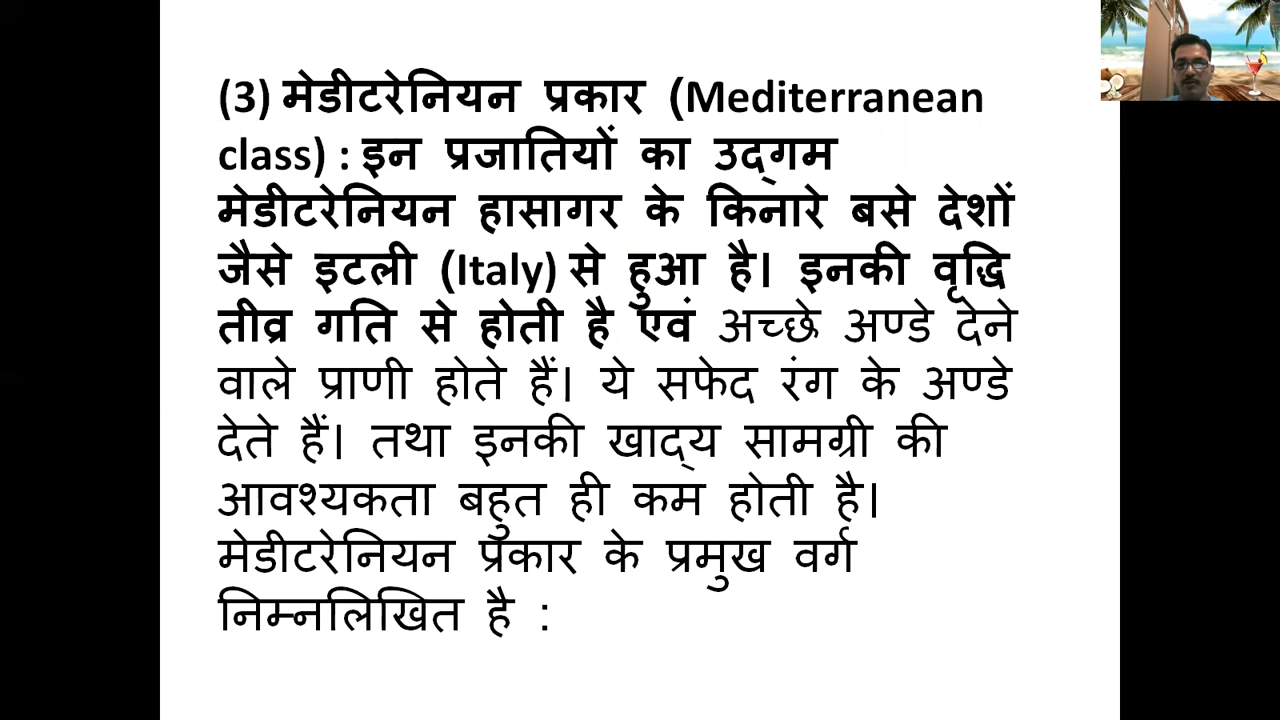 (3) मेडीटरेनियन प्रकार (Mediterranean
class) : इन प्रजातियों का उद्‌गम
मेडीटरेनियन हासागर के किनारे बसे देशों
जैसे इटली (Italy) से हुआ है। इनकी वृद्धि
तीव्र गति से होती है एवं अच्छे अण्डे देने
वाले प्राणी होते हैं। ये सफेद रंग के अण्डे
देते हैं। तथा इनकी खाद्‌य सामग्री की
आवश्यकता बहुत ही कम होती है।
मेडीटरेनियन प्रकार के प्रमुख वर्ग
निम्नलिखित है :